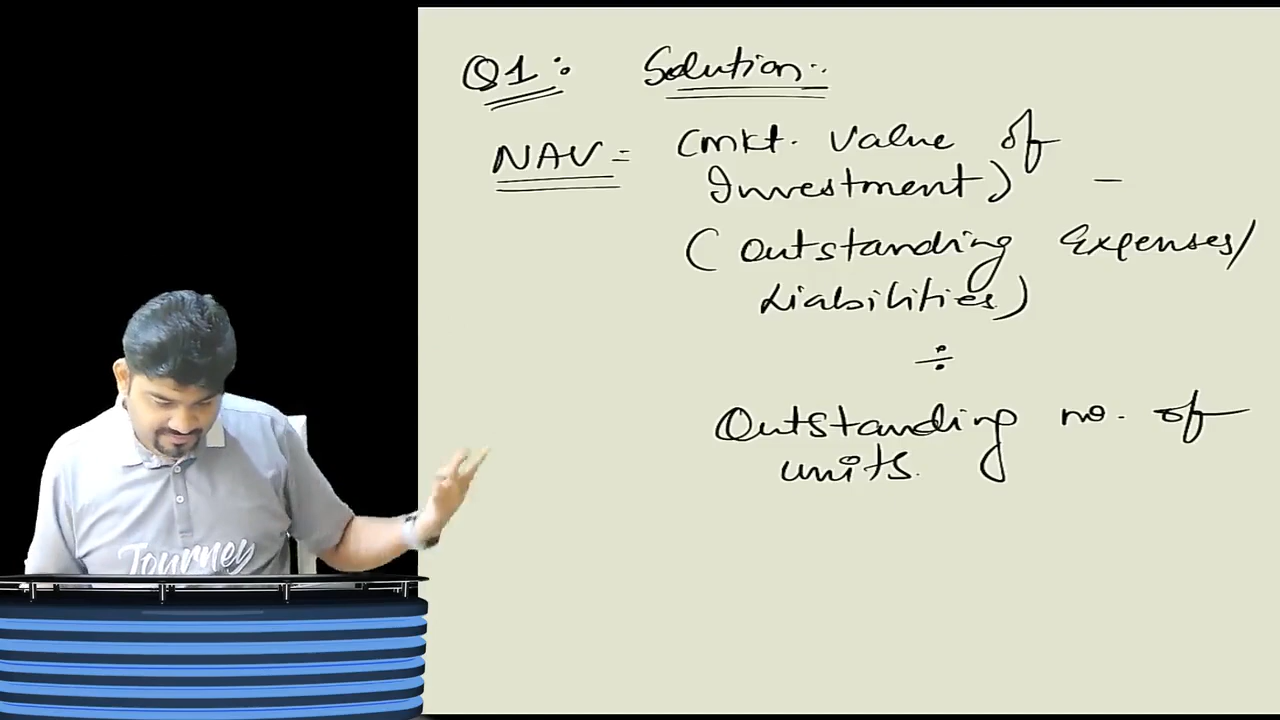 Q1: Solution:
NAV = (mkt. value of
Investment) -
(Outstanding Expenses/
Liabilities)
÷
Outstanding no. of
units.
Journey